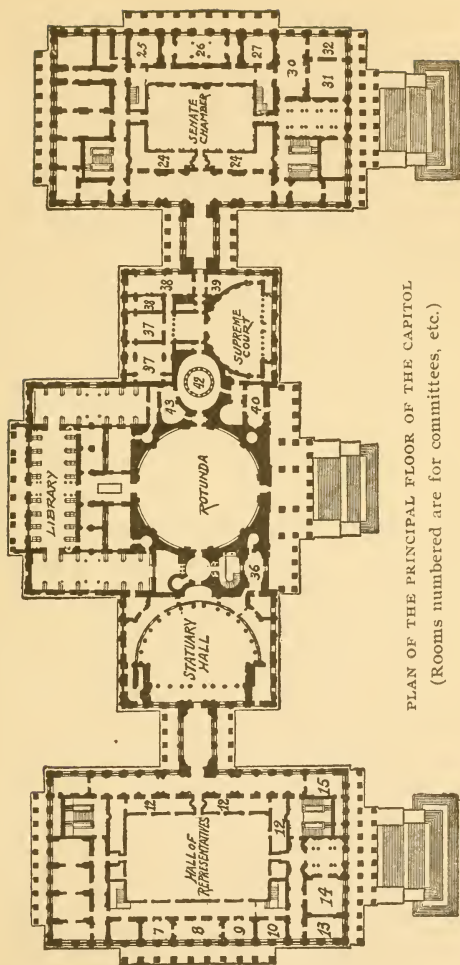 25
26
27
30
32
31
SENATE
CHAMBER
24
24
38
38
39
37
37
SUPREME
COURT
42
43
40
LIBRARY
ROTUNDA
36
STATUARY
HALL
12
12
12
15
HALL OF
REPRESENTATIVES
7
8
9
10
14
13
PLAN OF THE PRINCIPAL FLOOR OF THE CAPITOL
(Rooms numbered are for committees, etc.)